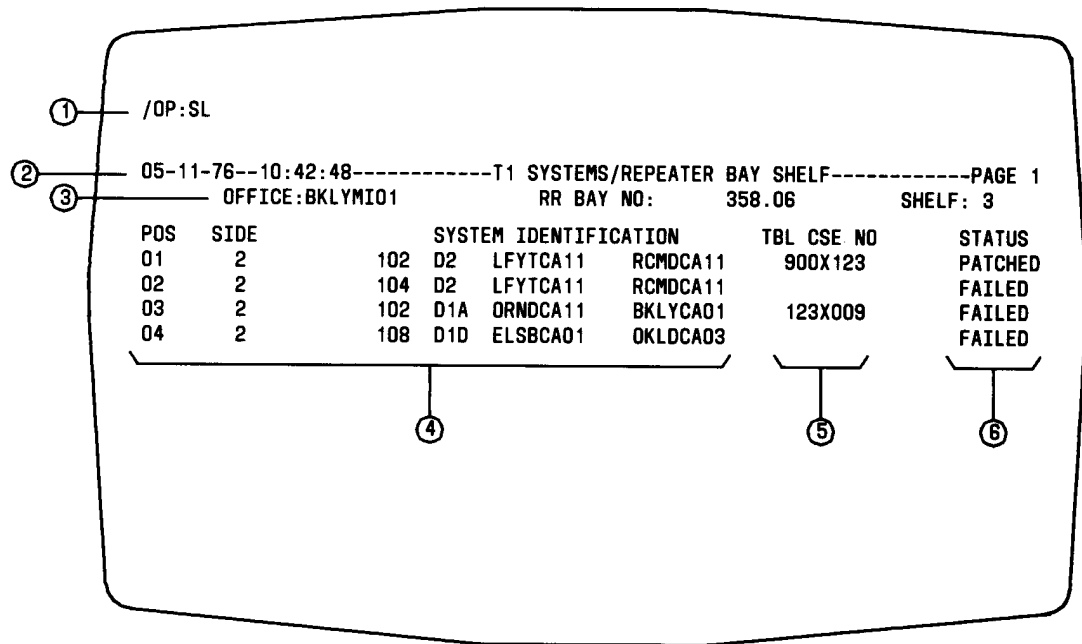 ① /OP:SL
② 05-11-76--10:42:48------------T1 SYSTEMS/REPEATER BAY SHELF------------PAGE 1
③ OFFICE:BKLYMI01 RR BAY NO: 358.06 SHELF: 3
POS SIDE SYSTEM IDENTIFICATION TBL CSE NO STATUS
01 2 102 D2 LFYTCA11 RCMDCA11 900X123 PATCHED
02 2 104 D2 LFYTCA11 RCMDCA11 FAILED
03 2 102 D1A ORNDCA11 BKLYCA01 123X009 FAILED
04 2 108 D1D ELSBCA01 OKLDCA03 FAILED
④ ⑤ ⑥